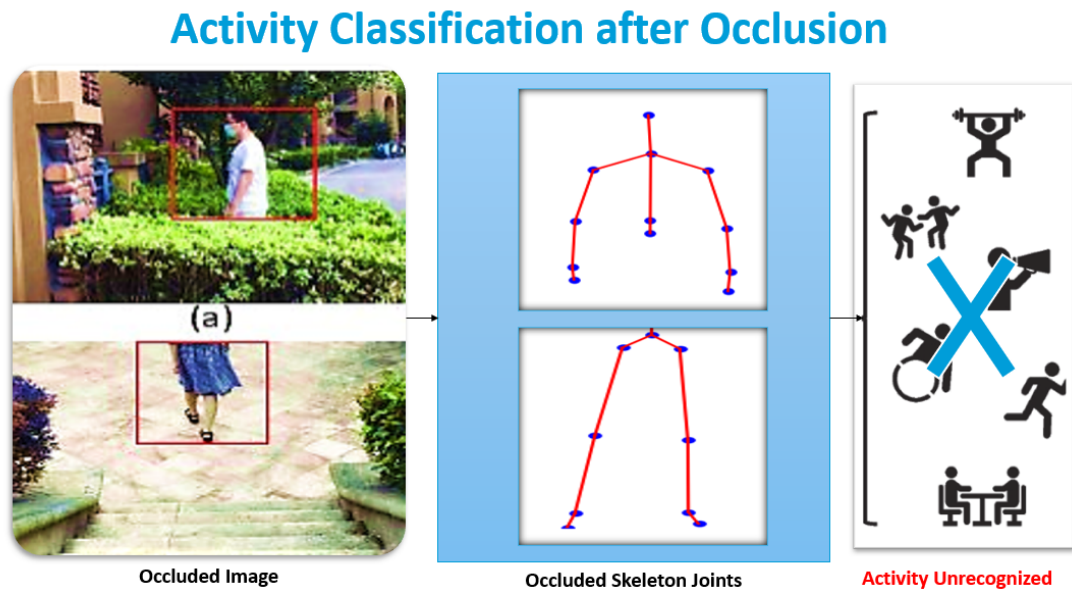 Activity Classification after Occlusion
(a)
Occluded Image
Occluded Skeleton Joints
Activity Unrecognized